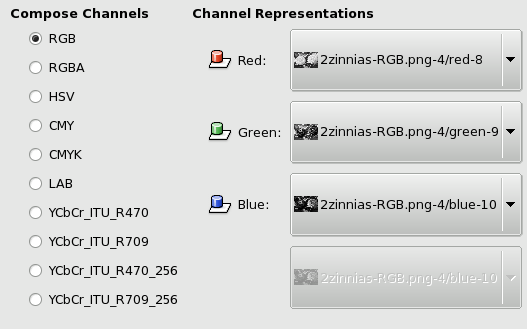 Compose Channels
RGB
RGBA
HSV
CMY
CMYK
LAB
YCbCr_ITU_R470
YCbCr_ITU_R709
YCbCr_ITU_R470_256
YCbCr_ITU_R709_256
Channel Representations
Red: 2zinnias-RGB.png-4/red-8
Green: 2zinnias-RGB.png-4/green-9
Blue: 2zinnias-RGB.png-4/blue-10
2zinnias-RGB.png-4/blue-10